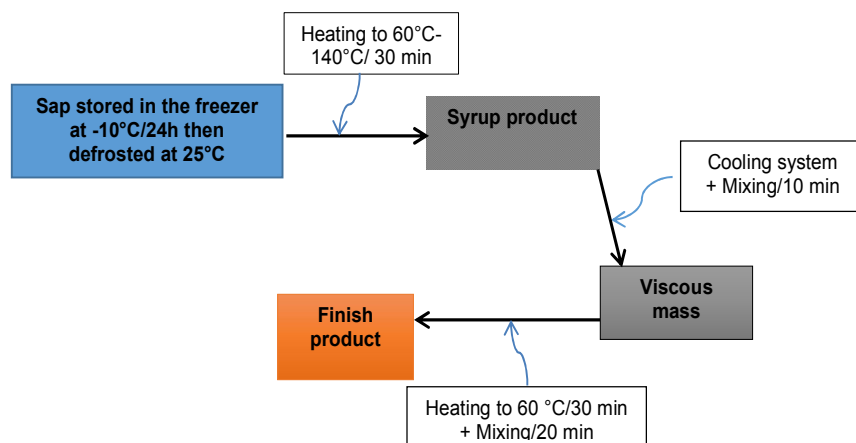 Heating to 60°C-
140°C/ 30 min
Sap stored in the freezer
at -10°C/24h then
defrosted at 25°C
Syrup product
Cooling system
+ Mixing/10 min
Viscous
mass
Finish
product
Heating to 60 °C/30 min
+ Mixing/20 min